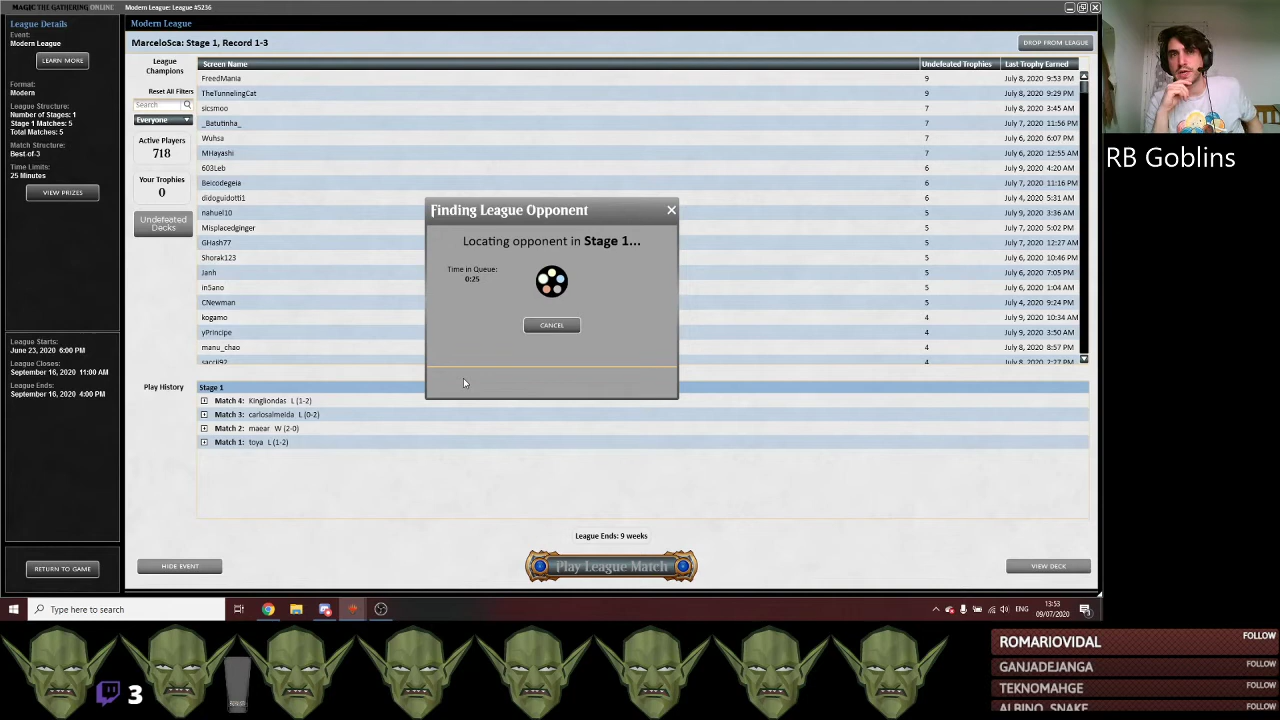 MAGIC THE GATHERING ONLINE
Modern League: League #5236
League Details
Event:
Modern League
LEARN MORE
Format:
Modern
League Structure:
Number of Stages: 1
Stage 1 Matches: 5
Total Matches: 5
Match Structure:
Best of 3
Time Limits:
25 Minutes
VIEW PRIZES
League Starts:
June 23, 2020 6:00 PM
League Closes:
September 16, 2020 11:00 AM
League Ends:
September 16, 2020 4:00 PM
RETURN TO GAME
Modern League
MarceloSca: Stage 1, Record 1-3
DROP FROM LEAGUE
League Champions
Reset All Filters
Search
Everyone
Active Players
718
Your Trophies
0
Undefeated Decks
Screen Name Undefeated Trophies Last Trophy Earned
FreedMania 9 July 8, 2020 9:53 PM
TheTunnelingCat 9 July 8, 2020 9:29 PM
sicsmoo 7 July 8, 2020 3:45 AM
_Batutinha_ 7 July 7, 2020 11:56 PM
Wuhsa 7 July 7, 2020 6:07 PM
MHayashi 7 July 6, 2020 12:55 AM
603Leb 6 July 9, 2020 4:20 AM
Beicodegeia 6 July 7, 2020 11:16 PM
didoguidotti1 6 July 4, 2020 5:31 AM
nahuel10 5 July 9, 2020 3:36 AM
Misplacedginger 5 July 7, 2020 7:28 AM
GHash77 5 July 7, 2020 12:27 AM
Shorak123 5 July 6, 2020 10:46 PM
Janh 5 July 6, 2020 7:05 PM
in5ano 5 July 6, 2020 1:04 AM
CNewman 5 July 4, 2020 9:24 PM
kogamo 4 July 9, 2020 10:34 AM
yPrincipe 4 July 9, 2020 3:50 AM
manu_chao 4 July 8, 2020 8:57 PM
4 July 8, 2020 2:27 PM
Finding League Opponent
Locating opponent in Stage 1...
Time in Queue:
0:25
CANCEL
Play History
Stage 1
Match 4: Kingliondas L (1-2)
Match 3: carlosalmeida L (0-2)
Match 2: maear W (2-0)
Match 1: toya L (1-2)
League Ends: 9 weeks
HIDE EVENT
Play League Match
VIEW DECK
RB Goblins
Type here to search
ENG
13:53
09/07/2020
3
ROMARIOVIDAL FOLLOW
GANJADEJANGA FOLLOW
TEKNOMAHGE FOLLOW
ALBINO_SNAKE FOLLOW